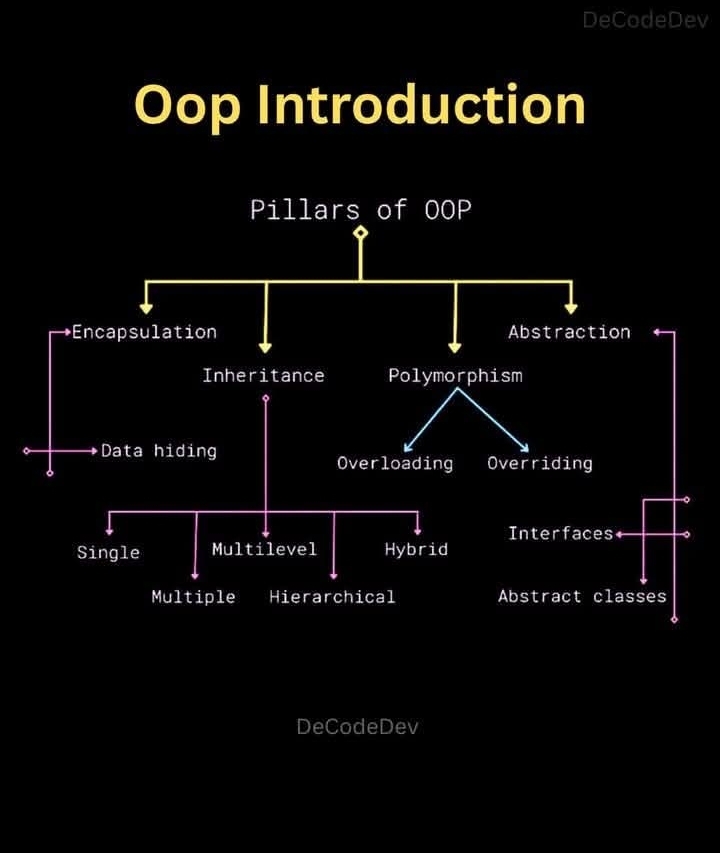 DeCodeDev
Oop Introduction
Pillars of OOP
Encapsulation
Abstraction
Inheritance
Polymorphism
Data hiding
Overloading
Overriding
Interfaces
Single
Multilevel
Hybrid
Multiple
Hierarchical
Abstract classes
DeCodeDev